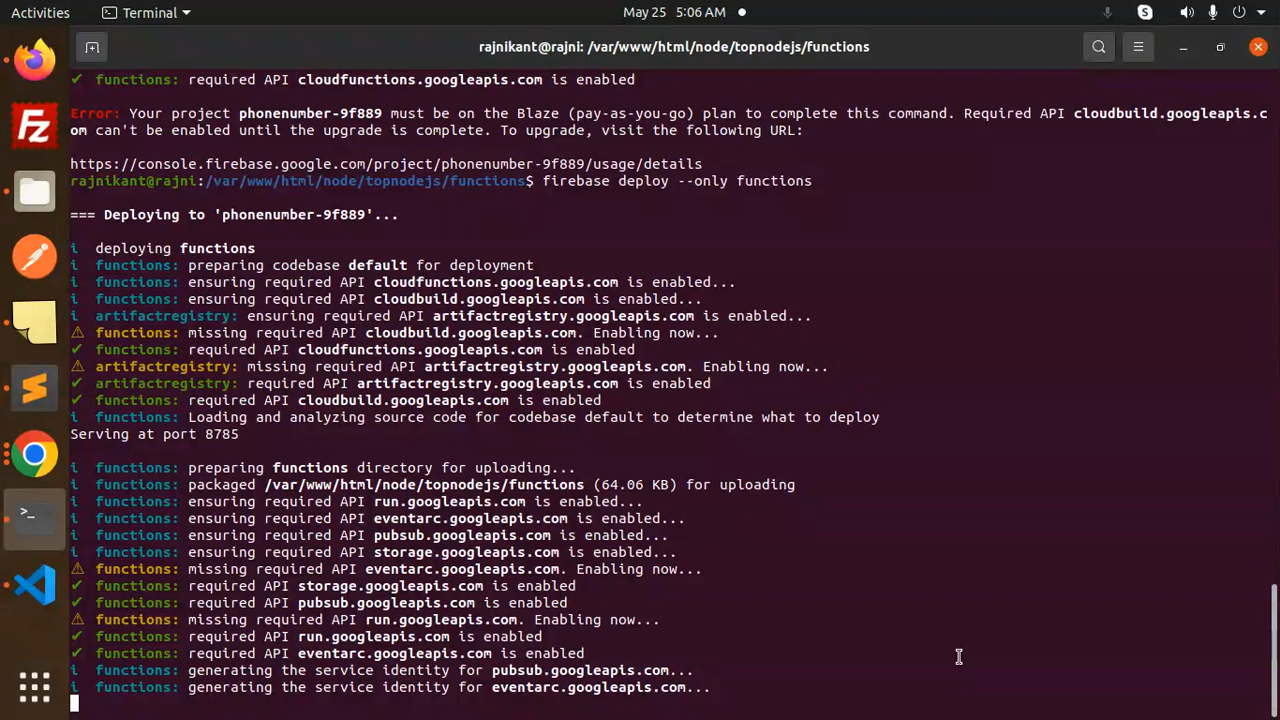 Activities
Terminal
May 25 5:06 AM
rajnikant@rajni: /var/www/html/node/topnodejs/functions
✔ functions: required API cloudfunctions.googleapis.com is enabled
Error: Your project phonenumber-9f889 must be on the Blaze (pay-as-you-go) plan to complete this command. Required API cloudbuild.googleapis.c
om can't be enabled until the upgrade is complete. To upgrade, visit the following URL:
https://console.firebase.google.com/project/phonenumber-9f889/usage/details
rajnikant@rajni:/var/www/html/node/topnodejs/functions$ firebase deploy --only functions
=== Deploying to 'phonenumber-9f889'...
i deploying functions
i functions: preparing codebase default for deployment
i functions: ensuring required API cloudfunctions.googleapis.com is enabled...
i functions: ensuring required API cloudbuild.googleapis.com is enabled...
i artifactregistry: ensuring required API artifactregistry.googleapis.com is enabled...
⚠ functions: missing required API cloudbuild.googleapis.com. Enabling now...
✔ functions: required API cloudfunctions.googleapis.com is enabled
⚠ artifactregistry: missing required API artifactregistry.googleapis.com. Enabling now...
✔ artifactregistry: required API artifactregistry.googleapis.com is enabled
✔ functions: required API cloudbuild.googleapis.com is enabled
i functions: Loading and analyzing source code for codebase default to determine what to deploy
Serving at port 8785
i functions: preparing functions directory for uploading...
i functions: packaged /var/www/html/node/topnodejs/functions (64.06 KB) for uploading
i functions: ensuring required API run.googleapis.com is enabled...
i functions: ensuring required API eventarc.googleapis.com is enabled...
i functions: ensuring required API pubsub.googleapis.com is enabled...
i functions: ensuring required API storage.googleapis.com is enabled...
⚠ functions: missing required API eventarc.googleapis.com. Enabling now...
✔ functions: required API storage.googleapis.com is enabled
✔ functions: required API pubsub.googleapis.com is enabled
⚠ functions: missing required API run.googleapis.com. Enabling now...
✔ functions: required API run.googleapis.com is enabled
✔ functions: required API eventarc.googleapis.com is enabled
i functions: generating the service identity for pubsub.googleapis.com...
i functions: generating the service identity for eventarc.googleapis.com...